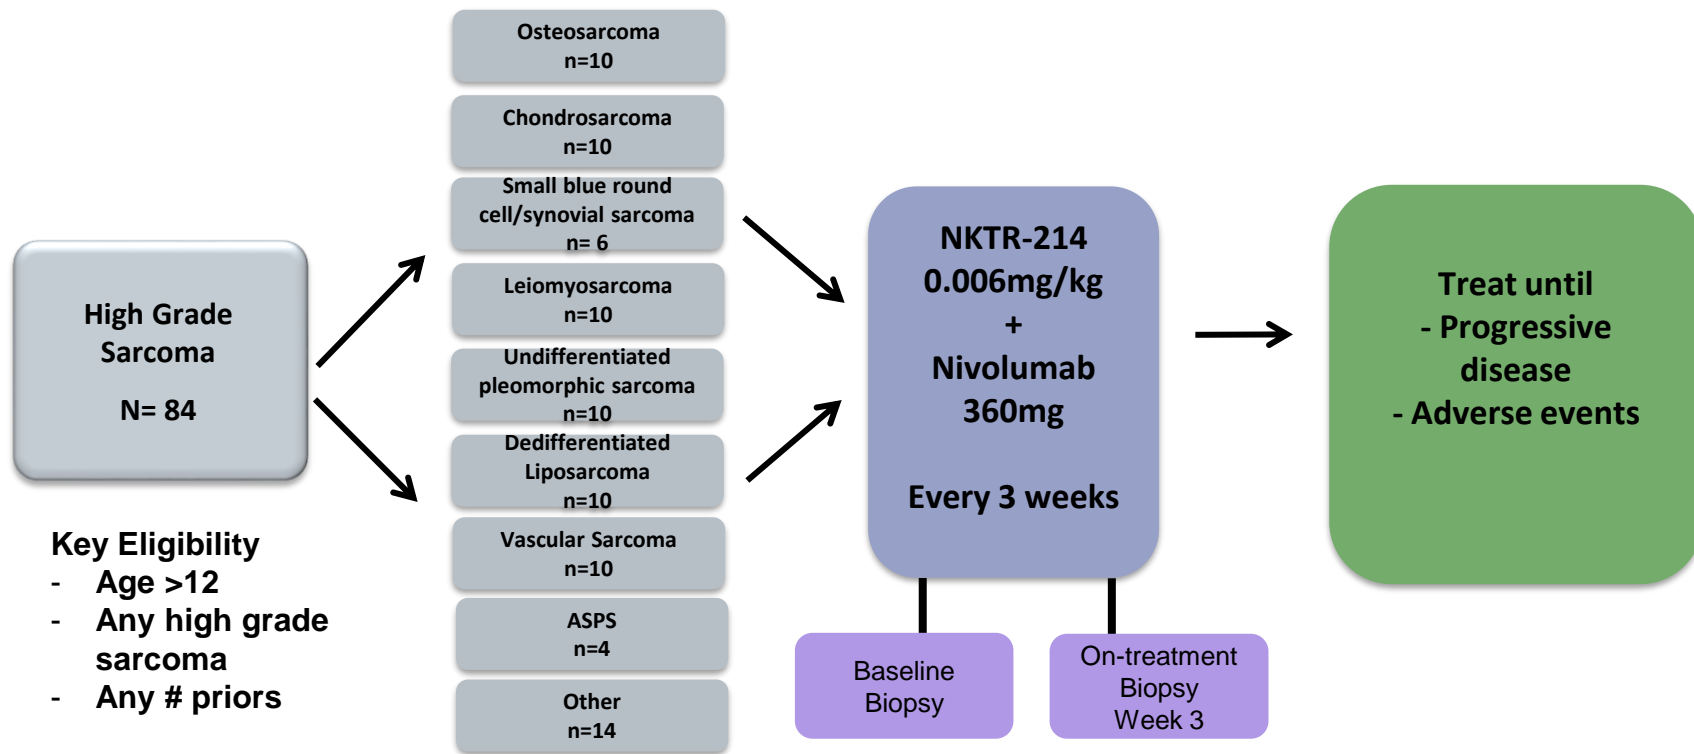 High Grade
Sarcoma
N= 84
Key Eligibility
- Age >12
- Any high grade
sarcoma
- Any # priors
Osteosarcoma
n=10
Chondrosarcoma
n=10
Small blue round
cell/synovial sarcoma
n= 6
Leiomyosarcoma
n=10
Undifferentiated
pleomorphic sarcoma
n=10
Dedifferentiated
Liposarcoma
n=10
Vascular Sarcoma
n=10
ASPS
n=4
Other
n=14
NKTR-214
0.006mg/kg
+
Nivolumab
360mg
Every 3 weeks
Baseline
Biopsy
On-treatment
Biopsy
Week 3
Treat until
- Progressive
disease
- Adverse events